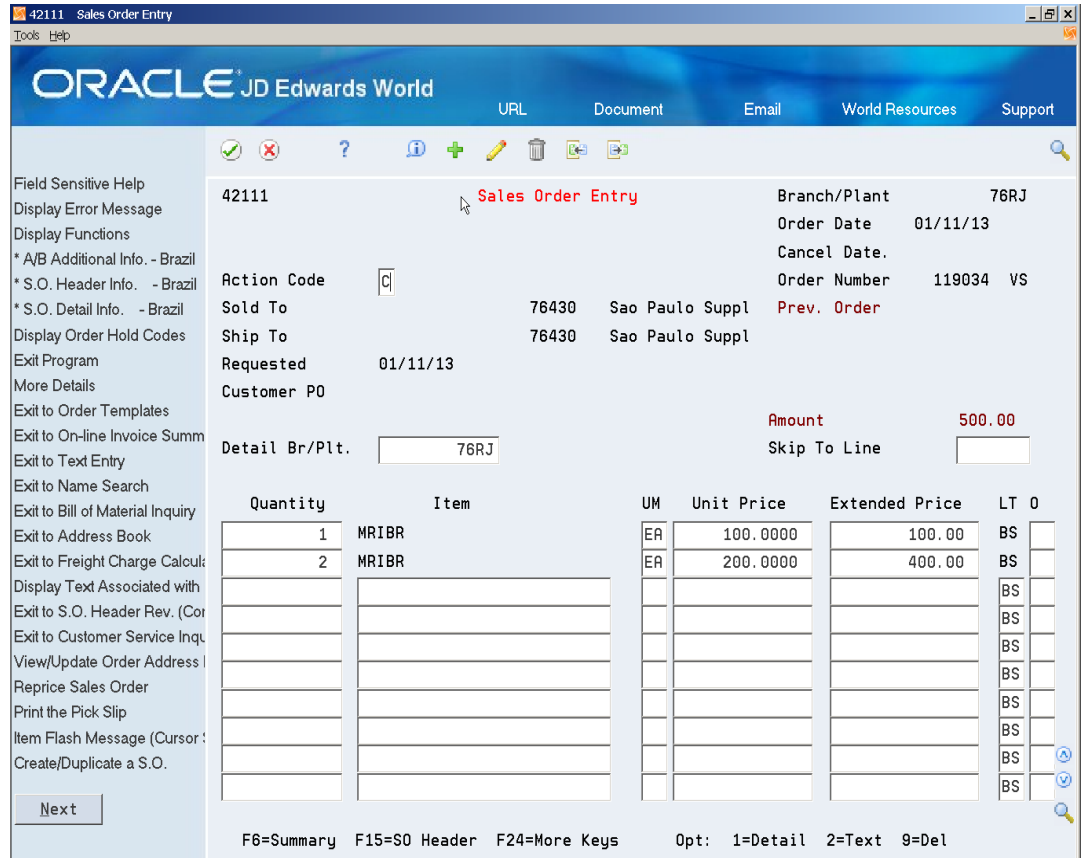 42111 Sales Order Entry
Tools Help
ORACLE JD Edwards World
URL Document Email World Resources Support
Field Sensitive Help
Display Error Message
Display Functions
* A/B Additional Info. - Brazil
* S.O. Header Info. - Brazil
* S.O. Detail Info. - Brazil
Display Order Hold Codes
Exit Program
More Details
Exit to Order Templates
Exit to On-line Invoice Summ
Exit to Text Entry
Exit to Name Search
Exit to Bill of Material Inquiry
Exit to Address Book
Exit to Freight Charge Calcula
Display Text Associated with
Exit to S.O. Header Rev. (Con
Exit to Customer Service Inqu
View/Update Order Address
Reprice Sales Order
Print the Pick Slip
Item Flash Message (Cursor S
Create/Duplicate a S.O.
Next
42111 Sales Order Entry Branch/Plant 76RJ
Order Date 01/11/13
Cancel Date.
Action Code C Order Number 119034 VS
Sold To 76430 Sao Paulo Suppl Prev. Order
Ship To 76430 Sao Paulo Suppl
Requested 01/11/13
Customer PO
Amount 500.00
Detail Br/Plt. 76RJ Skip To Line
Quantity Item UM Unit Price Extended Price LT O
1 MRIBR EA 100.0000 100.00 BS
2 MRIBR EA 200.0000 400.00 BS
BS
BS
BS
BS
BS
BS
BS
BS
F6=Summary F15=SO Header F24=More Keys Opt: 1=Detail 2=Text 9=Del